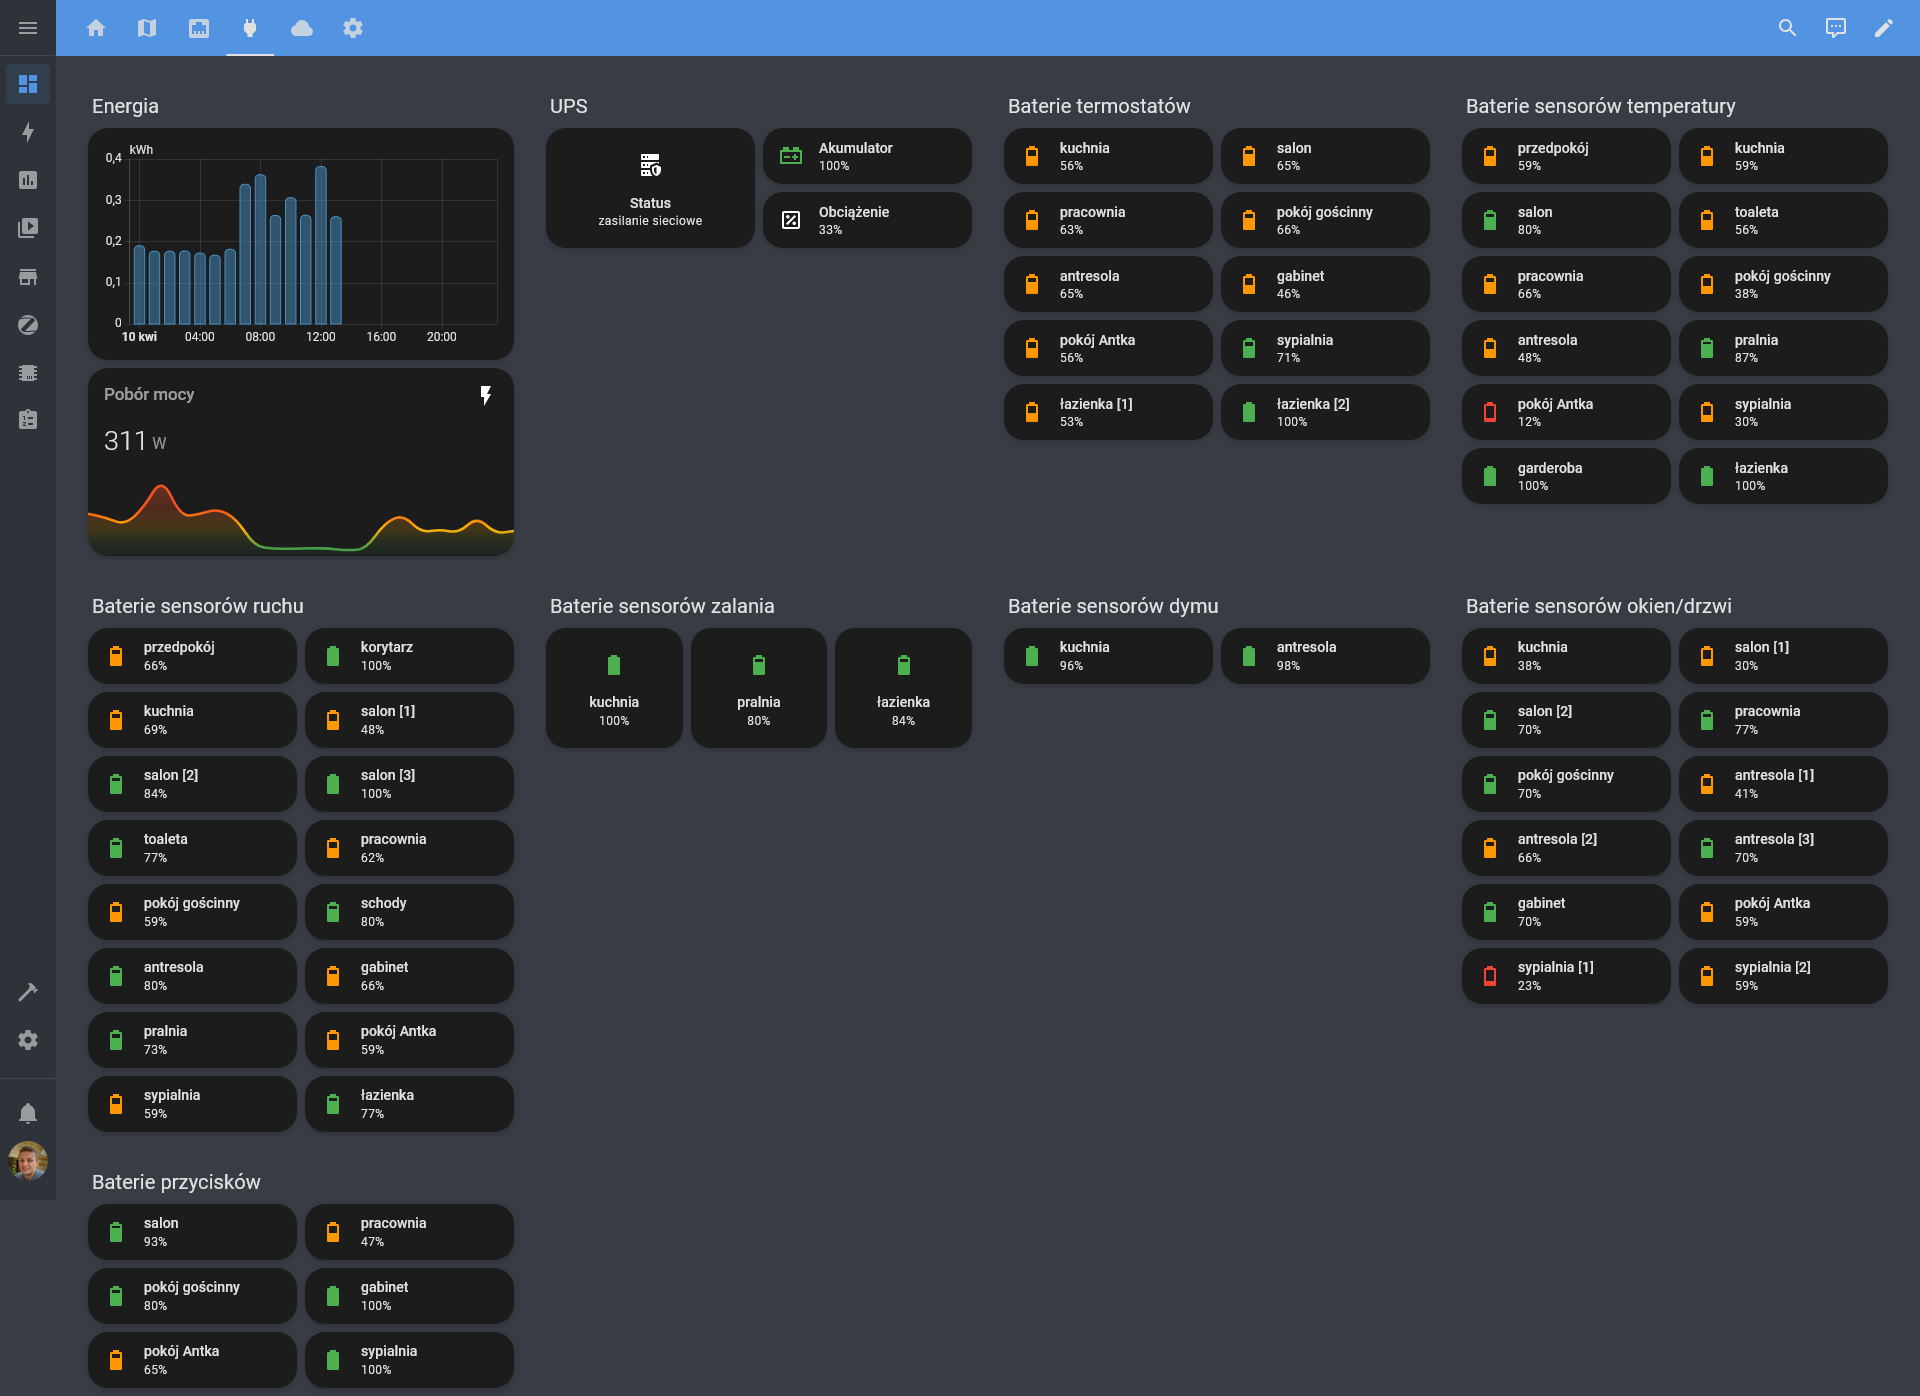 Energia
kWh
0,4
0,3
0,2
0,1
0
10 kwi 04:00 08:00 12:00 16:00 20:00
Pobór mocy
311 W
UPS
Status
zasilanie sieciowe
Akumulator
100%
Obciążenie
33%
Baterie termostatów
kuchnia
56%
salon
65%
pracownia
63%
pokój gościnny
66%
antresola
65%
gabinet
46%
pokój Antka
56%
sypialnia
71%
łazienka [1]
53%
łazienka [2]
100%
Baterie sensorów temperatury
przedpokój
59%
kuchnia
59%
salon
80%
toaleta
56%
pracownia
66%
pokój gościnny
38%
antresola
48%
pralnia
87%
pokój Antka
12%
sypialnia
30%
garderoba
100%
łazienka
100%
Baterie sensorów ruchu
przedpokój
66%
korytarz
100%
kuchnia
69%
salon [1]
48%
salon [2]
84%
salon [3]
100%
toaleta
77%
pracownia
62%
pokój gościnny
59%
schody
80%
antresola
80%
gabinet
66%
pralnia
73%
pokój Antka
59%
sypialnia
59%
łazienka
77%
Baterie sensorów zalania
kuchnia
100%
pralnia
80%
łazienka
84%
Baterie sensorów dymu
kuchnia
96%
antresola
98%
Baterie sensorów okien/drzwi
kuchnia
38%
salon [1]
30%
salon [2]
70%
pracownia
77%
pokój gościnny
70%
antresola [1]
41%
antresola [2]
66%
antresola [3]
70%
gabinet
70%
pokój Antka
59%
sypialnia [1]
23%
sypialnia [2]
59%
Baterie przycisków
salon
93%
pracownia
47%
pokój gościnny
80%
gabinet
100%
pokój Antka
65%
sypialnia
100%